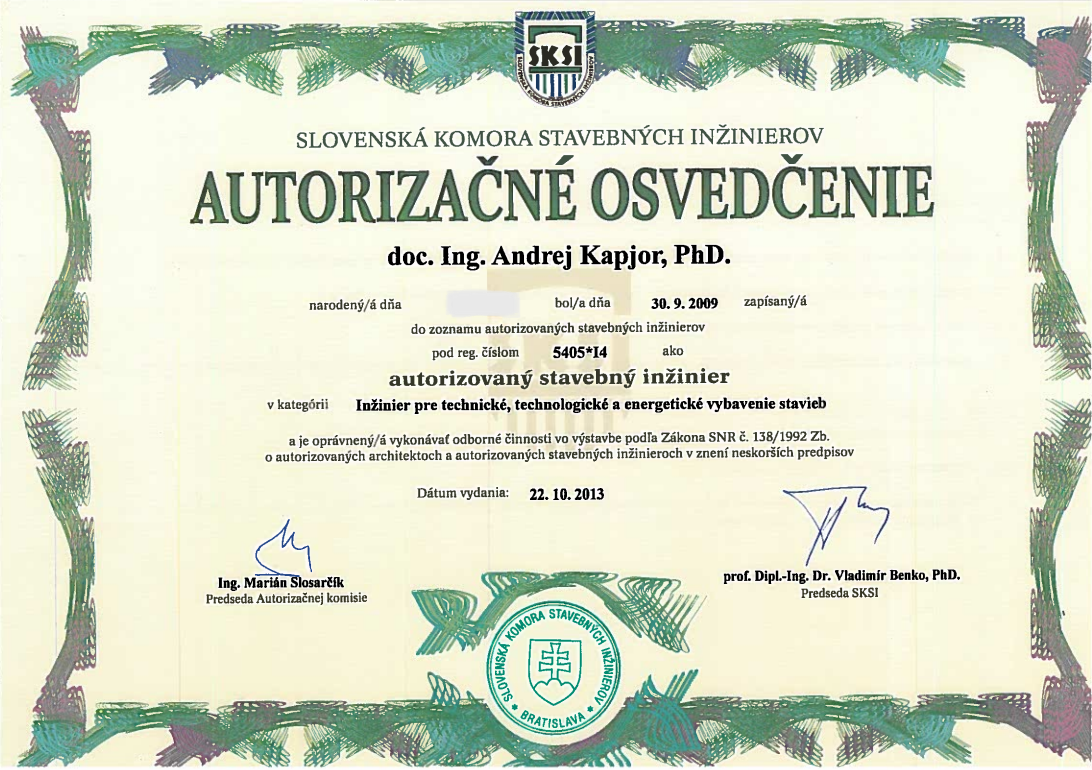 SKSI
SLOVENSKÁ KOMORA STAVEBNÝCH INŽINIEROV
SLOVENSKÁ KOMORA STAVEBNÝCH INŽINIEROV
AUTORIZAČNÉ OSVEDČENIE
doc. Ing. Andrej Kapjor, PhD.
narodený/á dňa bol/a dňa 30. 9. 2009 zapísaný/á
do zoznamu autorizovaných stavebných inžinierov
pod reg. číslom 5405*I4 ako
autorizovaný stavebný inžinier
v kategórii Inžinier pre technické, technologické a energetické vybavenie stavieb
a je oprávnený/á vykonávať odborné činnosti vo výstavbe podľa Zákona SNR č. 138/1992 Zb.
o autorizovaných architektoch a autorizovaných stavebných inžinieroch v znení neskorších predpisov
Dátum vydania: 22. 10. 2013
Ing. Marián Slosarčík
Predseda Autorizačnej komisie
prof. Dipl.-Ing. Dr. Vladimír Benko, PhD.
Predseda SKSI
SLOVENSKÁ KOMORA STAVEBNÝCH INŽINIEROV
* BRATISLAVA *